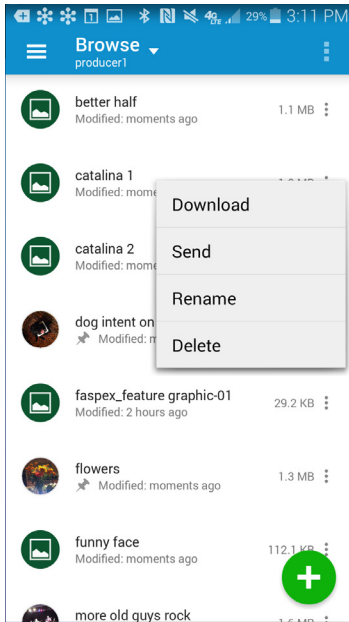 1 29% 3:11 PM
Browse
producer1
better half
Modified: moments ago
1.1 MB
catalina 1
Modified: mome
Download
Send
catalina 2
Modified: mome
Rename
dog intent on
Modified: m
Delete
faspex_feature graphic-01
Modified: 2 hours ago
29.2 KB
flowers
Modified: moments ago
1.3 MB
funny face
Modified: moments ago
112.1 KB
more old guys rock